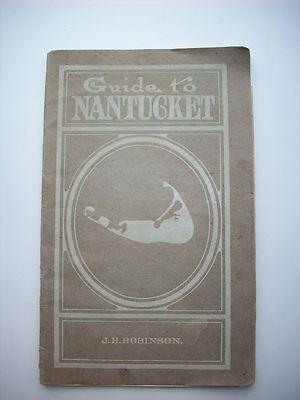 Guide to
NANTUCKET
J.H.ROBINSON.